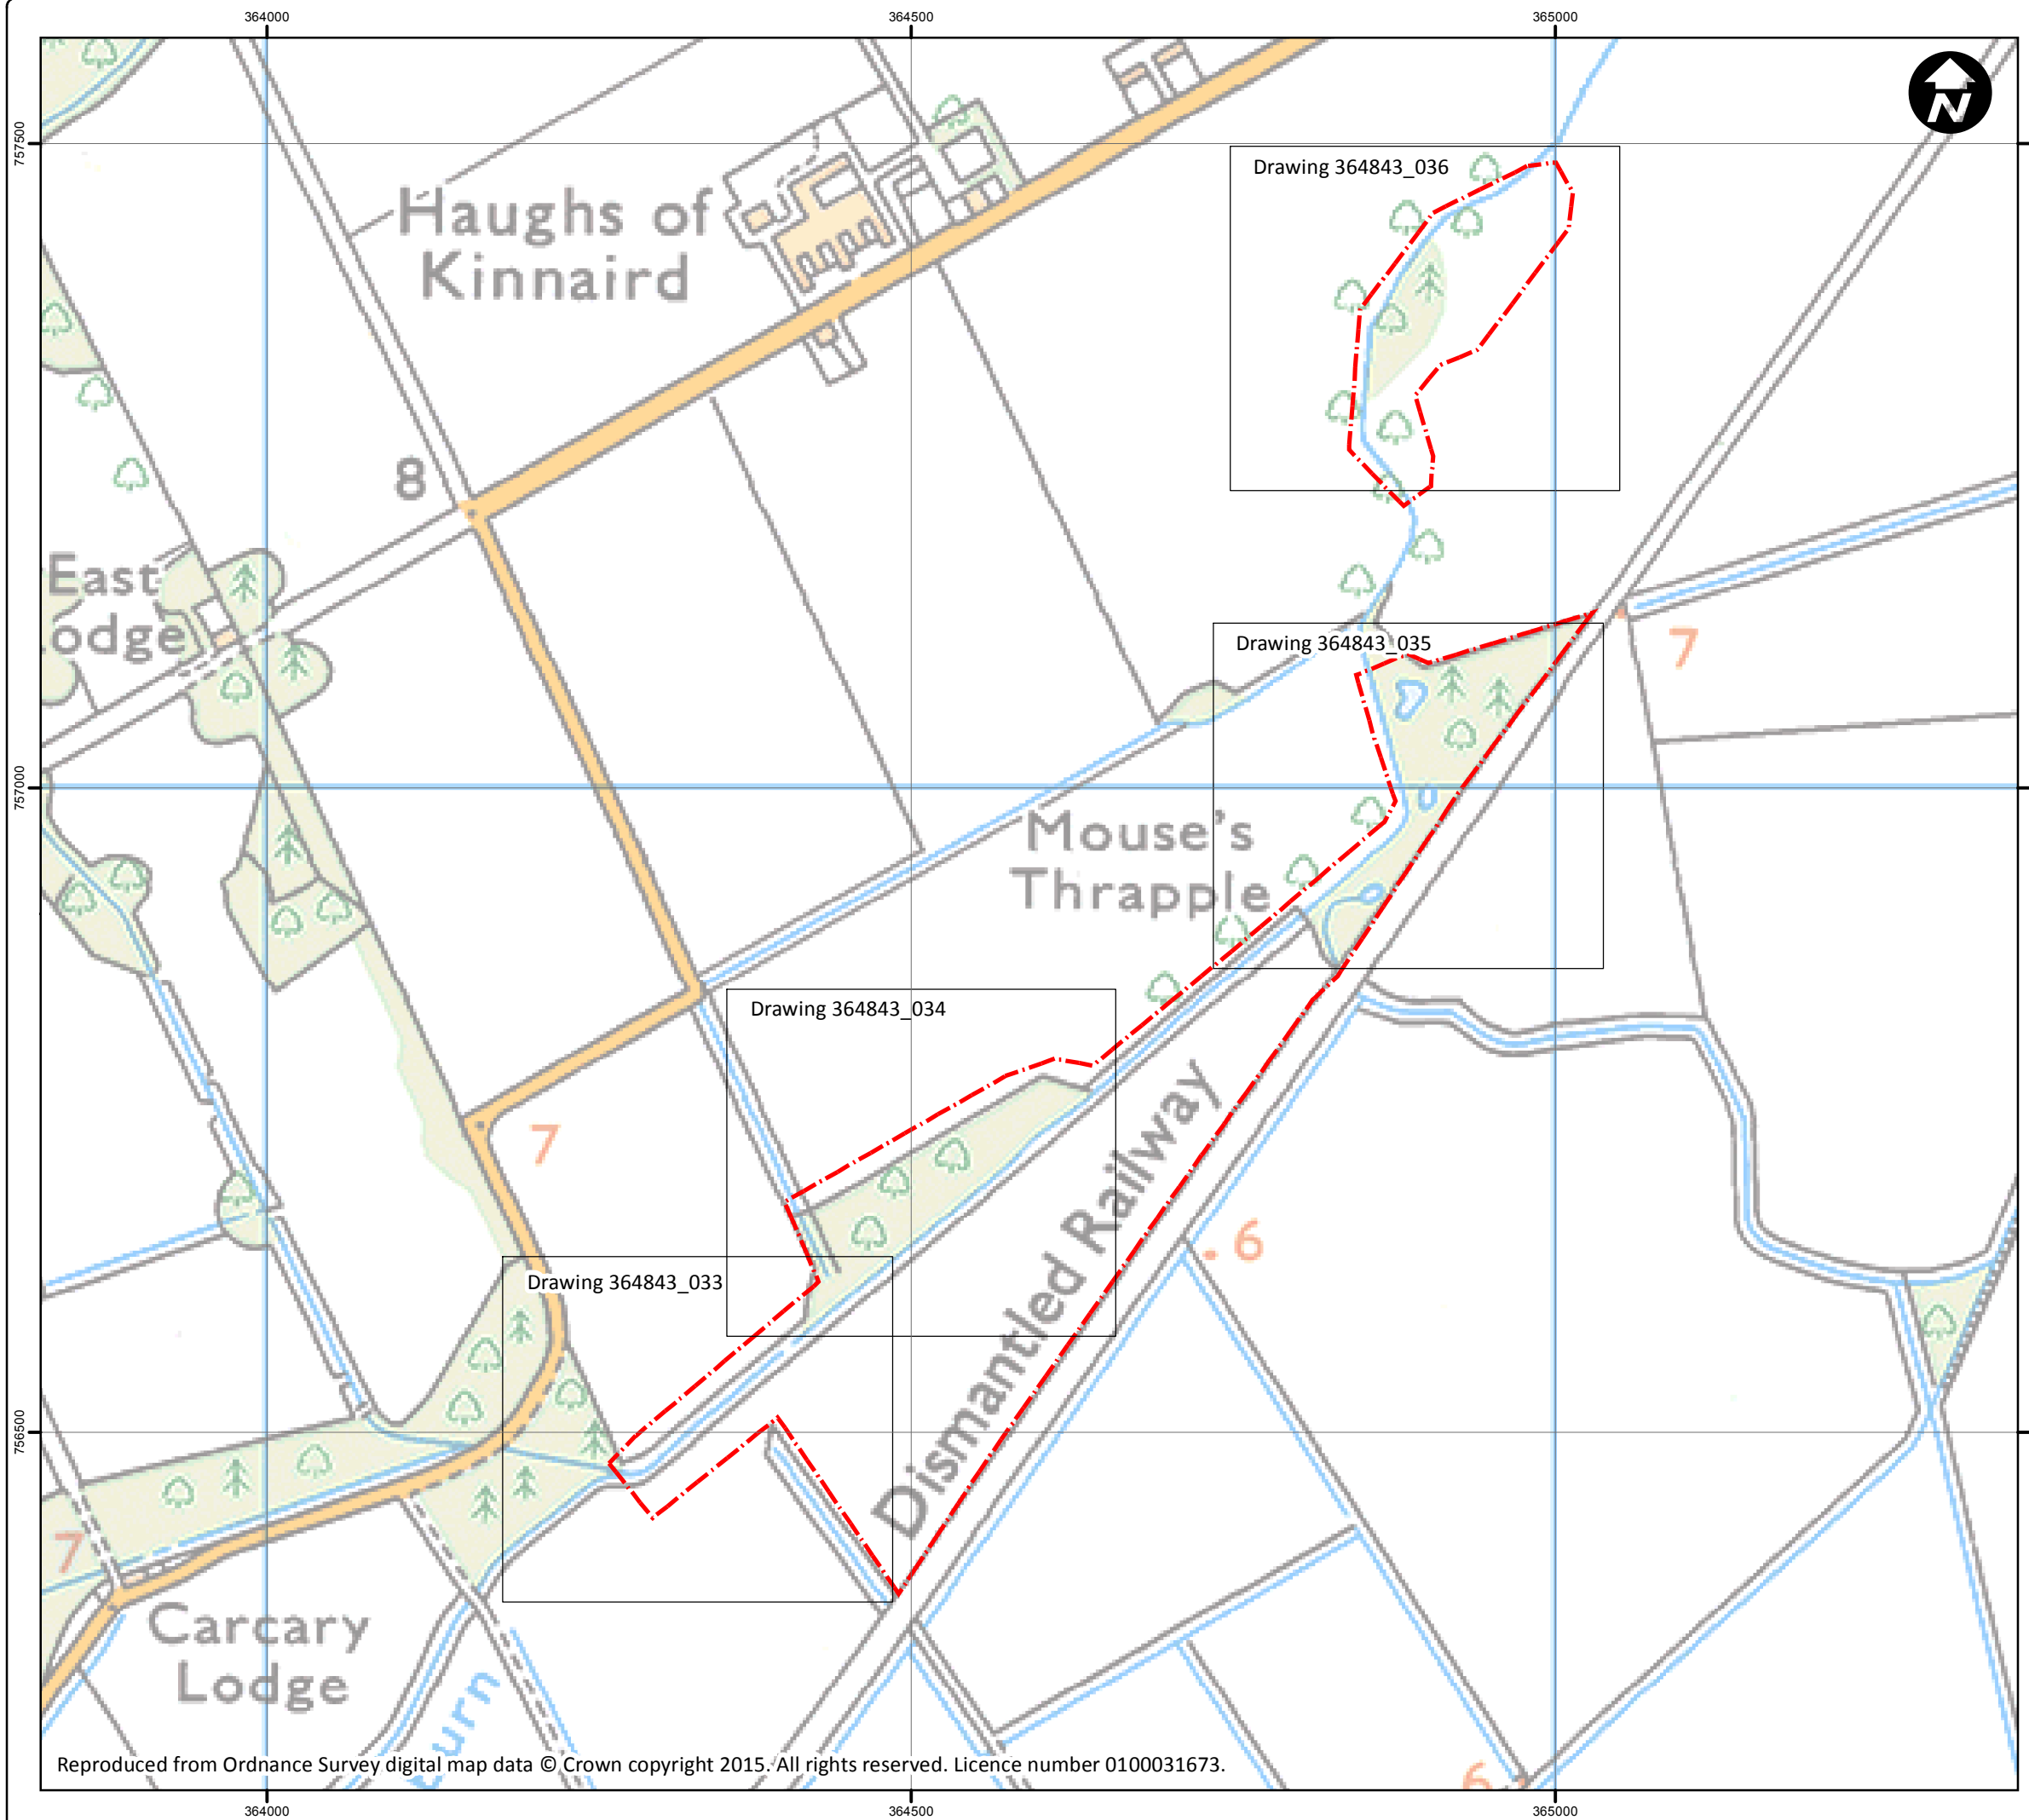 364000
364500
365000
757500
N
Drawing 364843_036
Haughs of
Kinnaird
8
East
odge
Drawing 364843_035
7
757000
Mouse's
Thrapple
Drawing 364843_034
7
Dismantled Railway
6
Drawing 364843_033
756500
7
Carcary
Lodge
urn
6
Reproduced from Ordnance Survey digital map data © Crown copyright 2015. All rights reserved. Licence number 0100031673.
364000
364500
365000